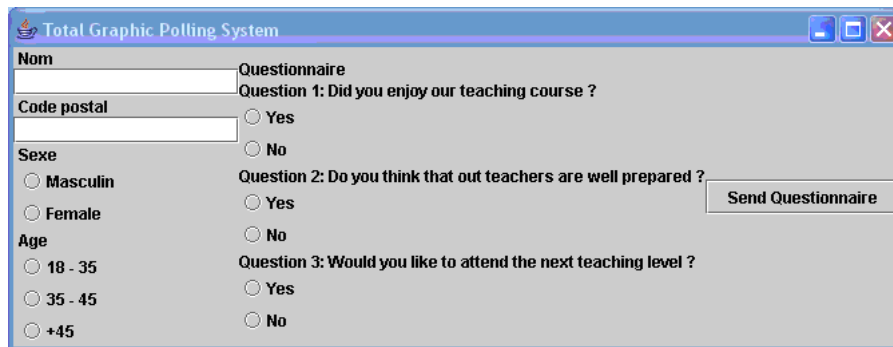 Total Graphic Polling System
Nom
Code postal
Sexe
Masculin
Female
Age
18 - 35
35 - 45
+45
Questionnaire
Question 1: Did you enjoy our teaching course ?
Yes
No
Question 2: Do you think that out teachers are well prepared ?
Yes
No
Question 3: Would you like to attend the next teaching level ?
Yes
No
Send Questionnaire